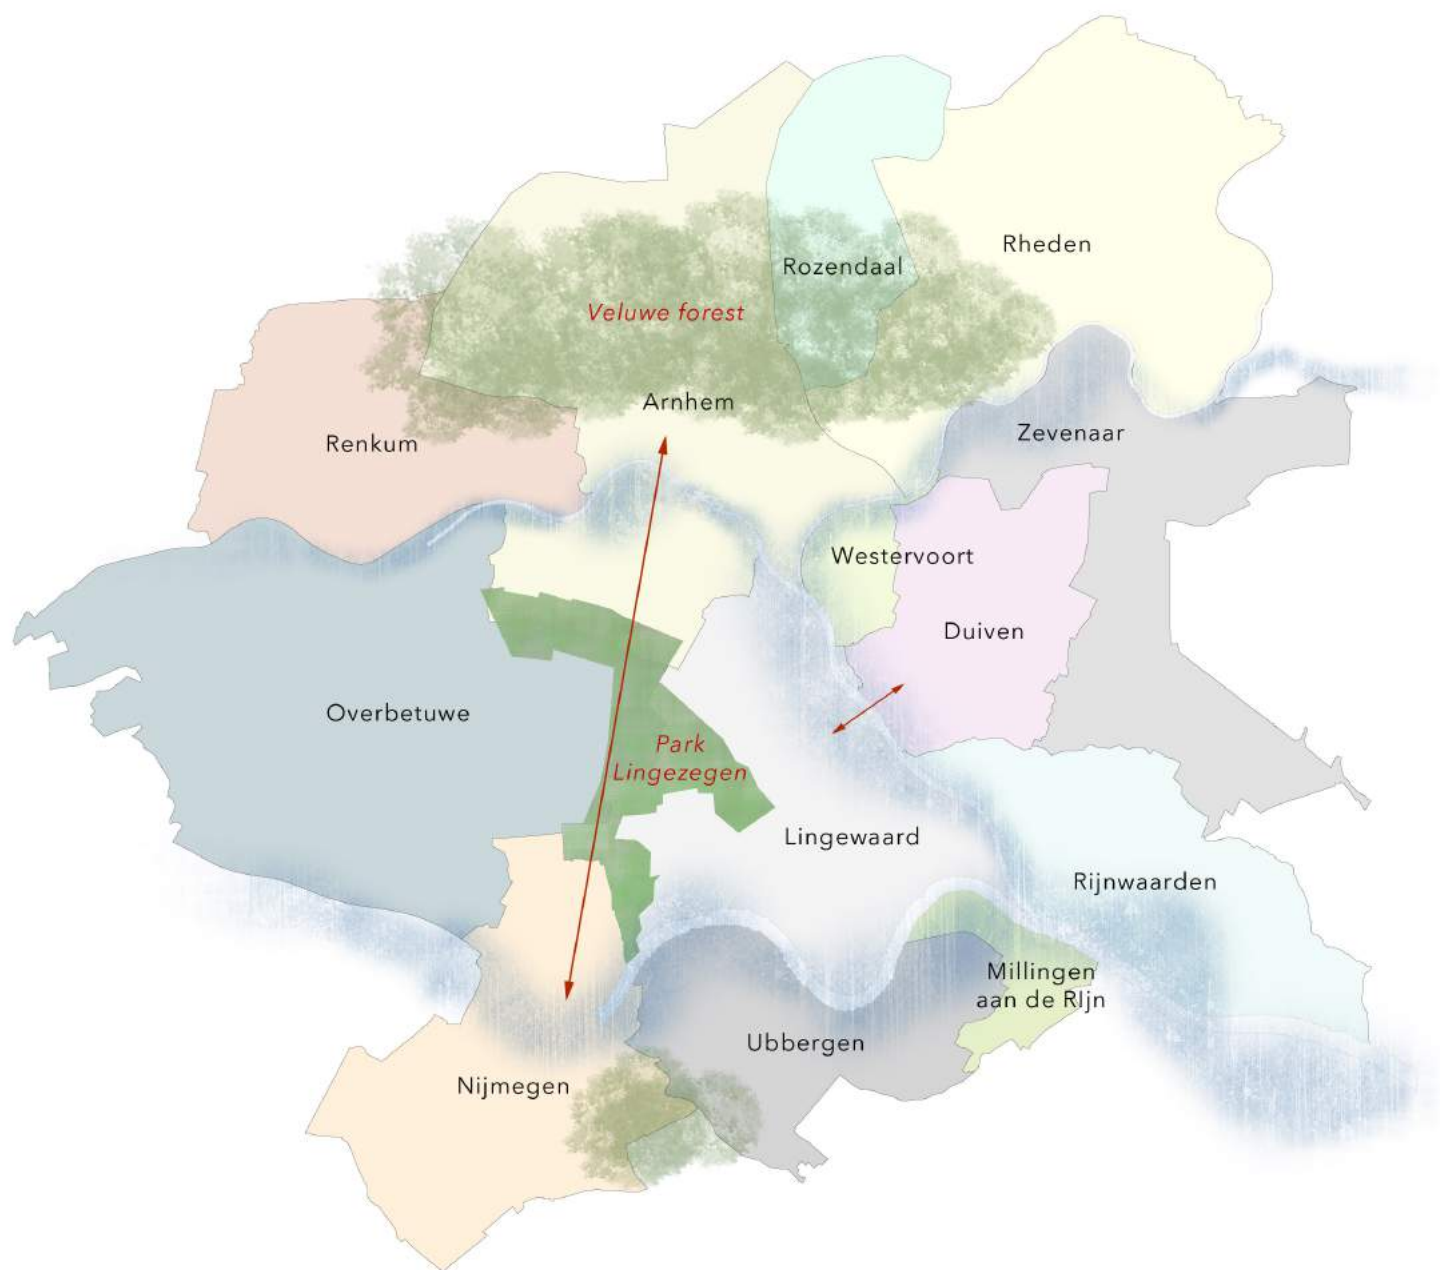 Rheden
Rozendaal
Veluwe forest
Arnhem
Zevenaar
Renkum
Westervoort
Duiven
Overbetuwe
Park
Lingezegen
Lingewaard
Rijnwaarden
Millingen
aan de RIjn
Ubbergen
Nijmegen